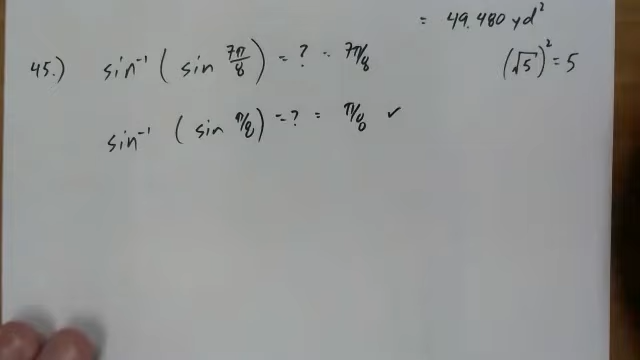 = 49.480 yd²
45.) sin⁻¹ ( sin 7π/8 ) = ? = 7π/8
(√5)² = 5
sin⁻¹ ( sin π/8 ) = ? = π/8 ✓